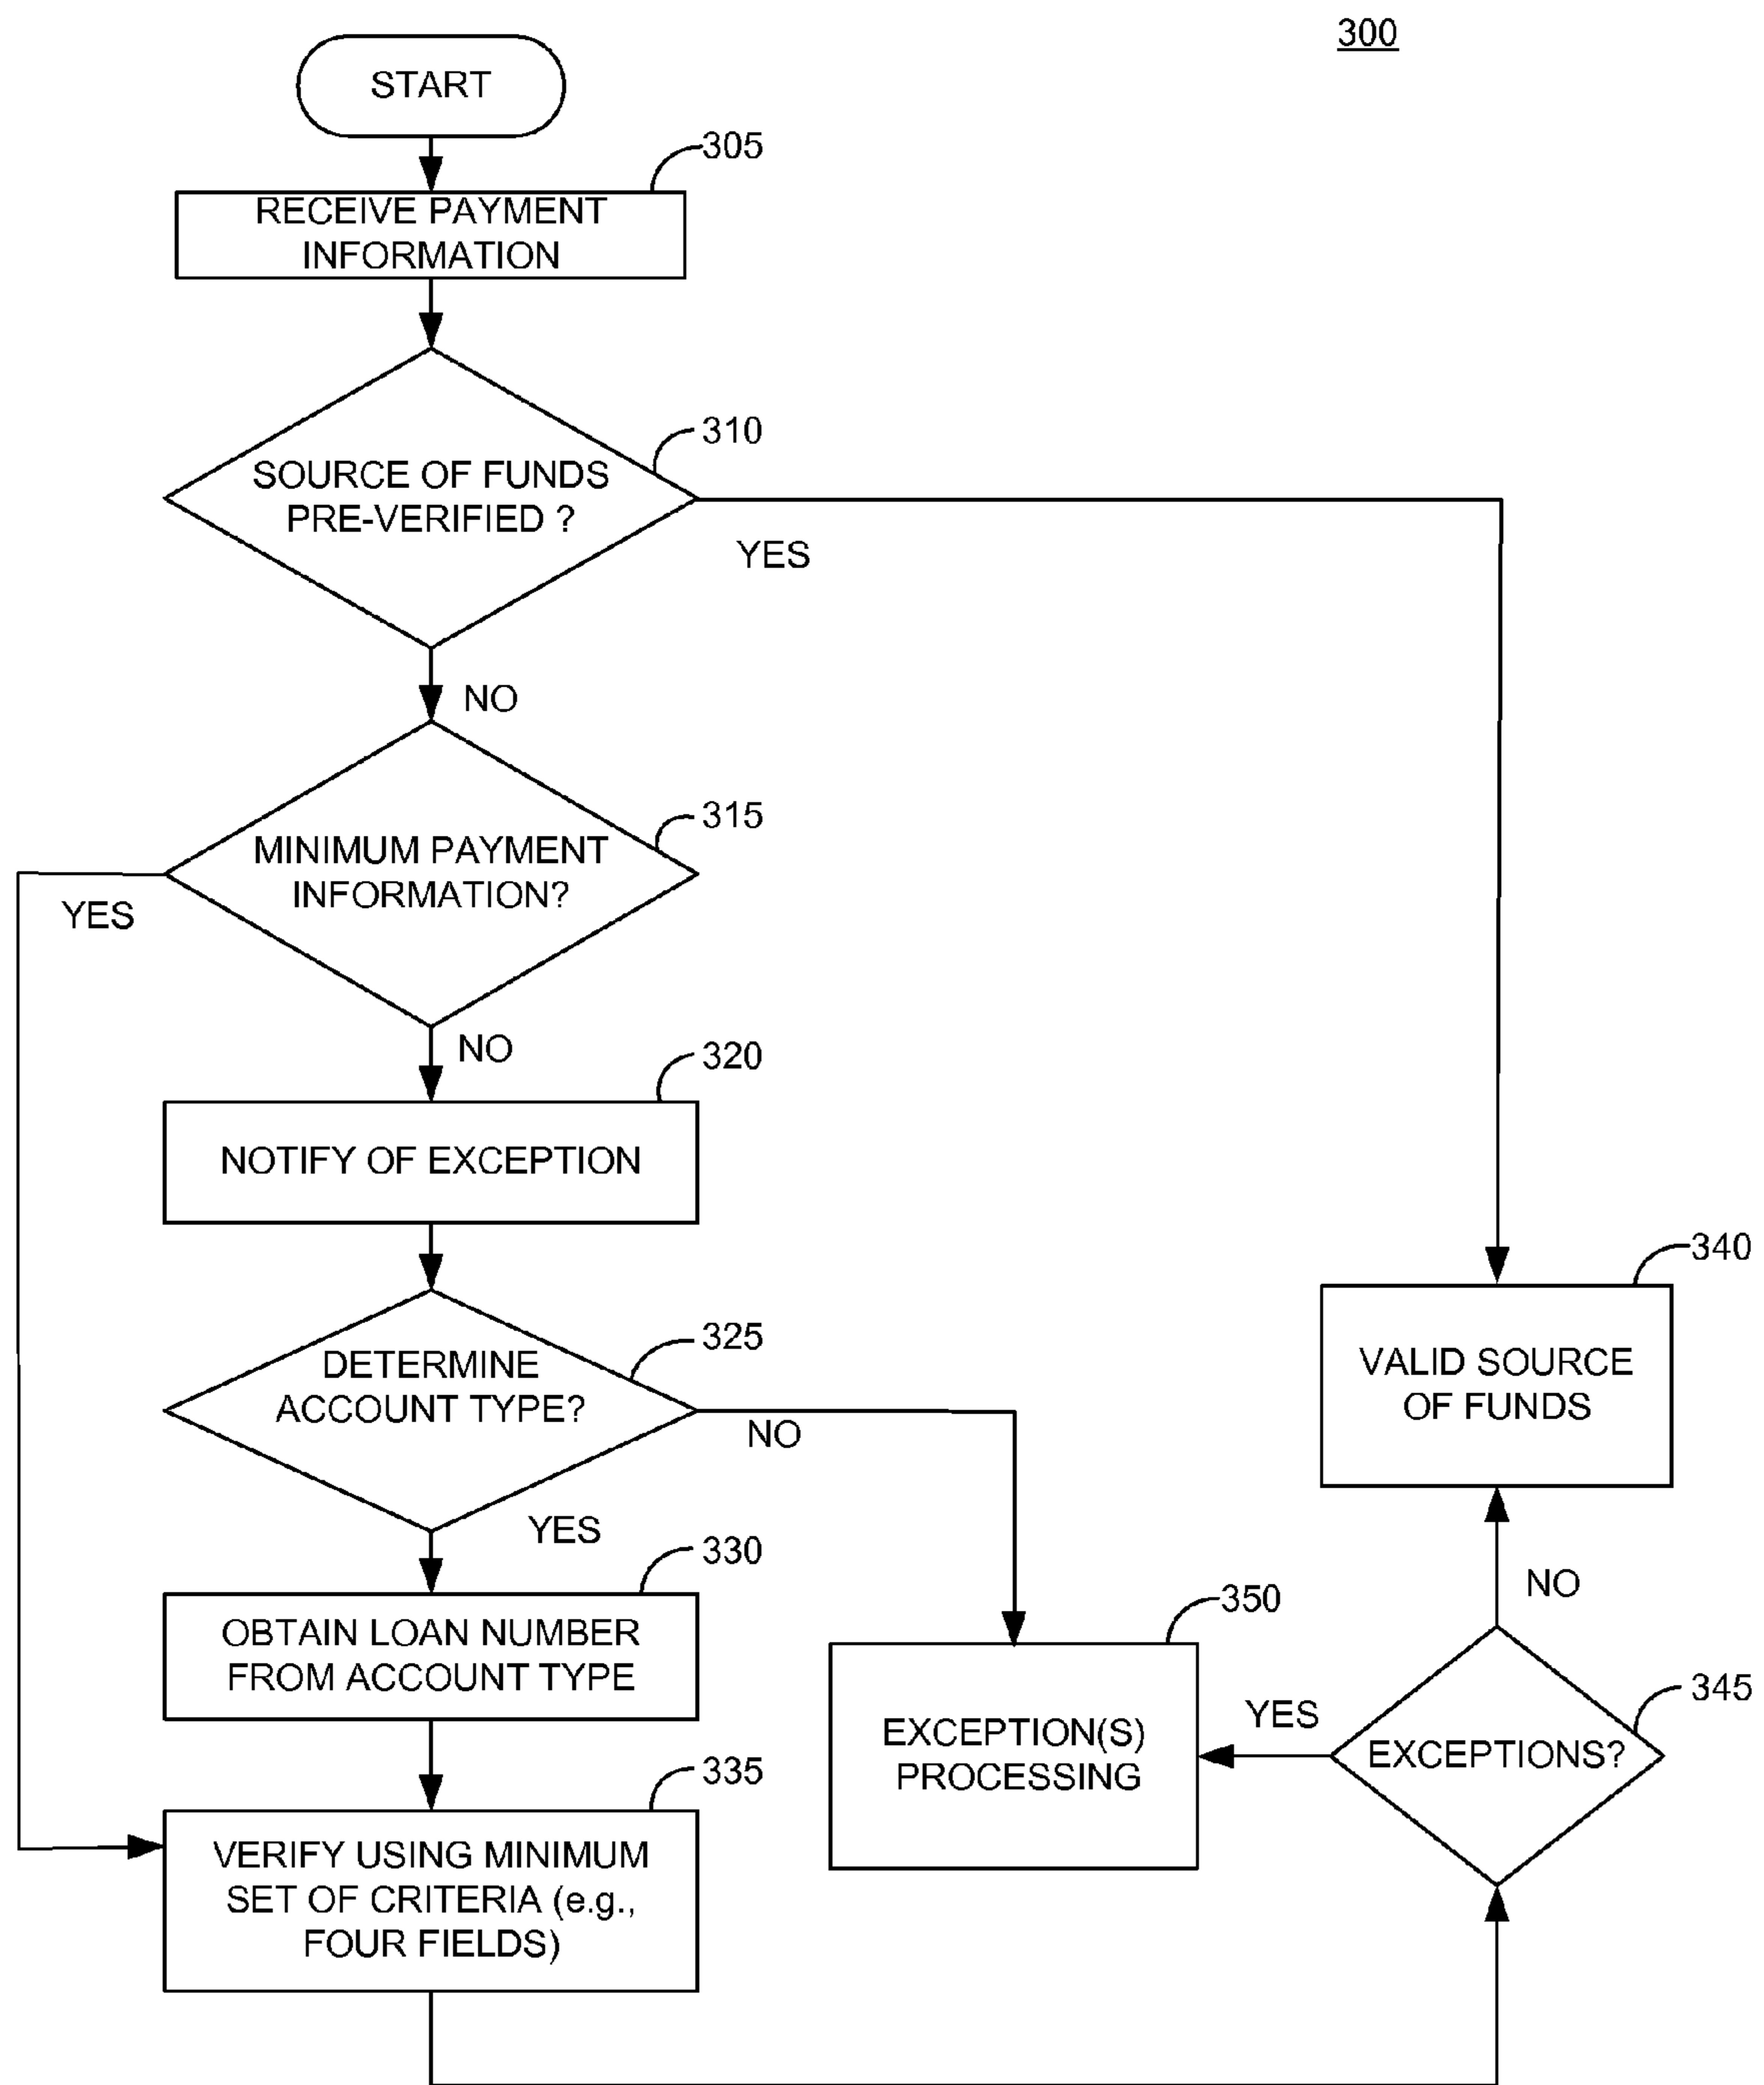 300
START
305
RECEIVE PAYMENT
INFORMATION
310
SOURCE OF FUNDS
PRE-VERIFIED ?
YES
NO
315
MINIMUM PAYMENT
INFORMATION?
YES
NO
320
NOTIFY OF EXCEPTION
325
DETERMINE
ACCOUNT TYPE?
NO
YES
330
OBTAIN LOAN NUMBER
FROM ACCOUNT TYPE
335
VERIFY USING MINIMUM
SET OF CRITERIA (e.g.,
FOUR FIELDS)
340
VALID SOURCE
OF FUNDS
NO
345
EXCEPTIONS?
YES
350
EXCEPTION(S)
PROCESSING